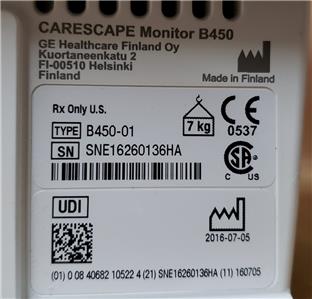 CARESCAPE Monitor B450
GE Healthcare Finland Oy
Kuortaneenkatu 2
FI-00510 Helsinki
Finland
Made in Finland
Rx Only U.S.
TYPE B450-01
SN SNE16260136HA
7 kg
CE
0537
SA
C US
UDI
2016-07-05
(01) 0 08 40682 10522 4 (21) SNE16260136HA (11) 160705